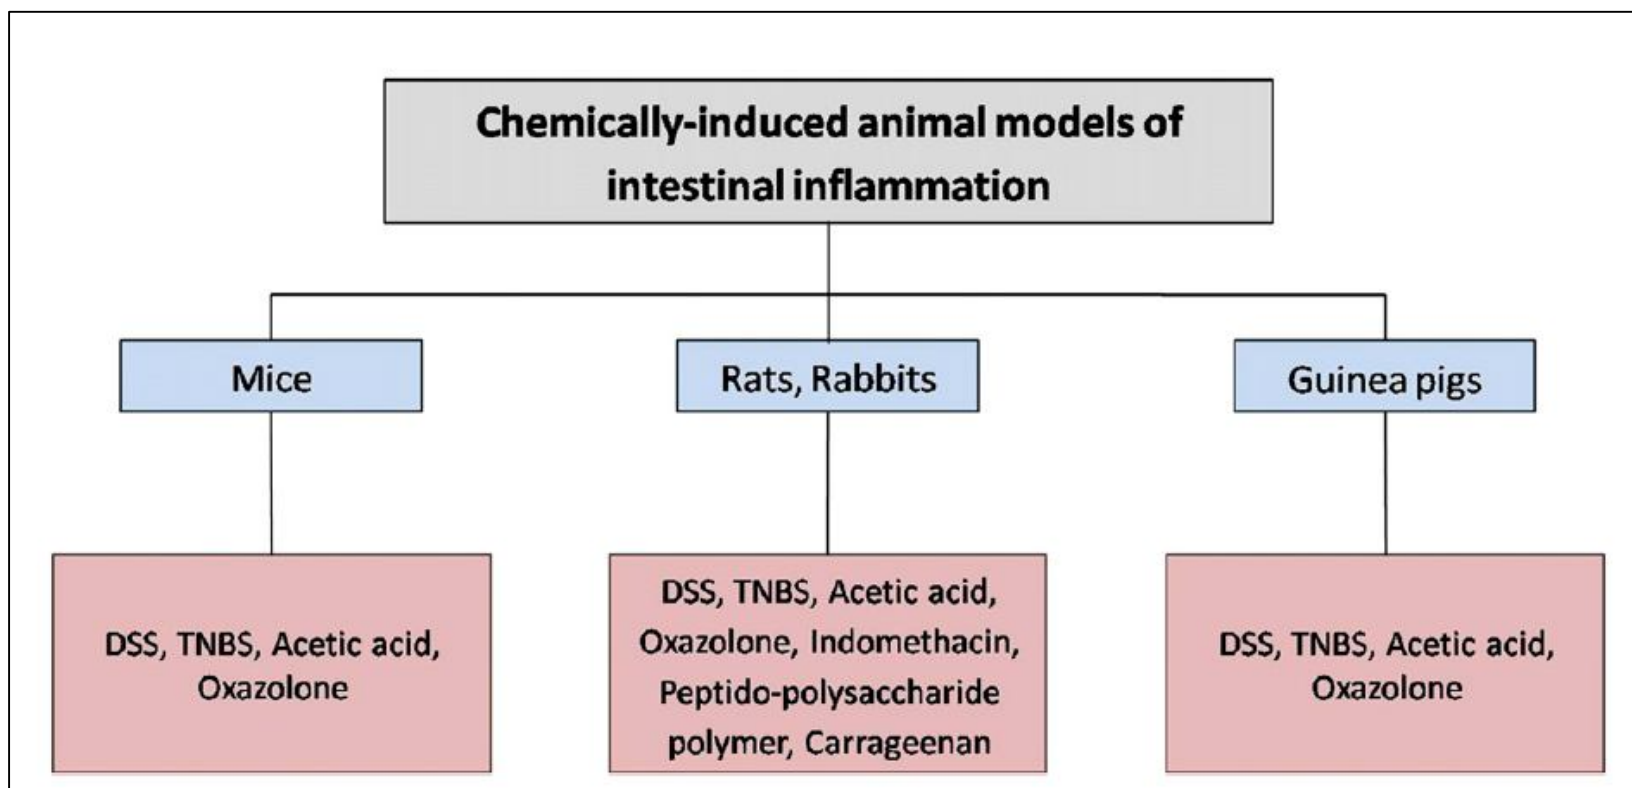 Chemically-induced animal models of
intestinal inflammation
Mice
Rats, Rabbits
Guinea pigs
DSS, TNBS, Acetic acid,
Oxazolone
DSS, TNBS, Acetic acid,
Oxazolone, Indomethacin,
Peptido-polysaccharide
polymer, Carrageenan
DSS, TNBS, Acetic acid,
Oxazolone